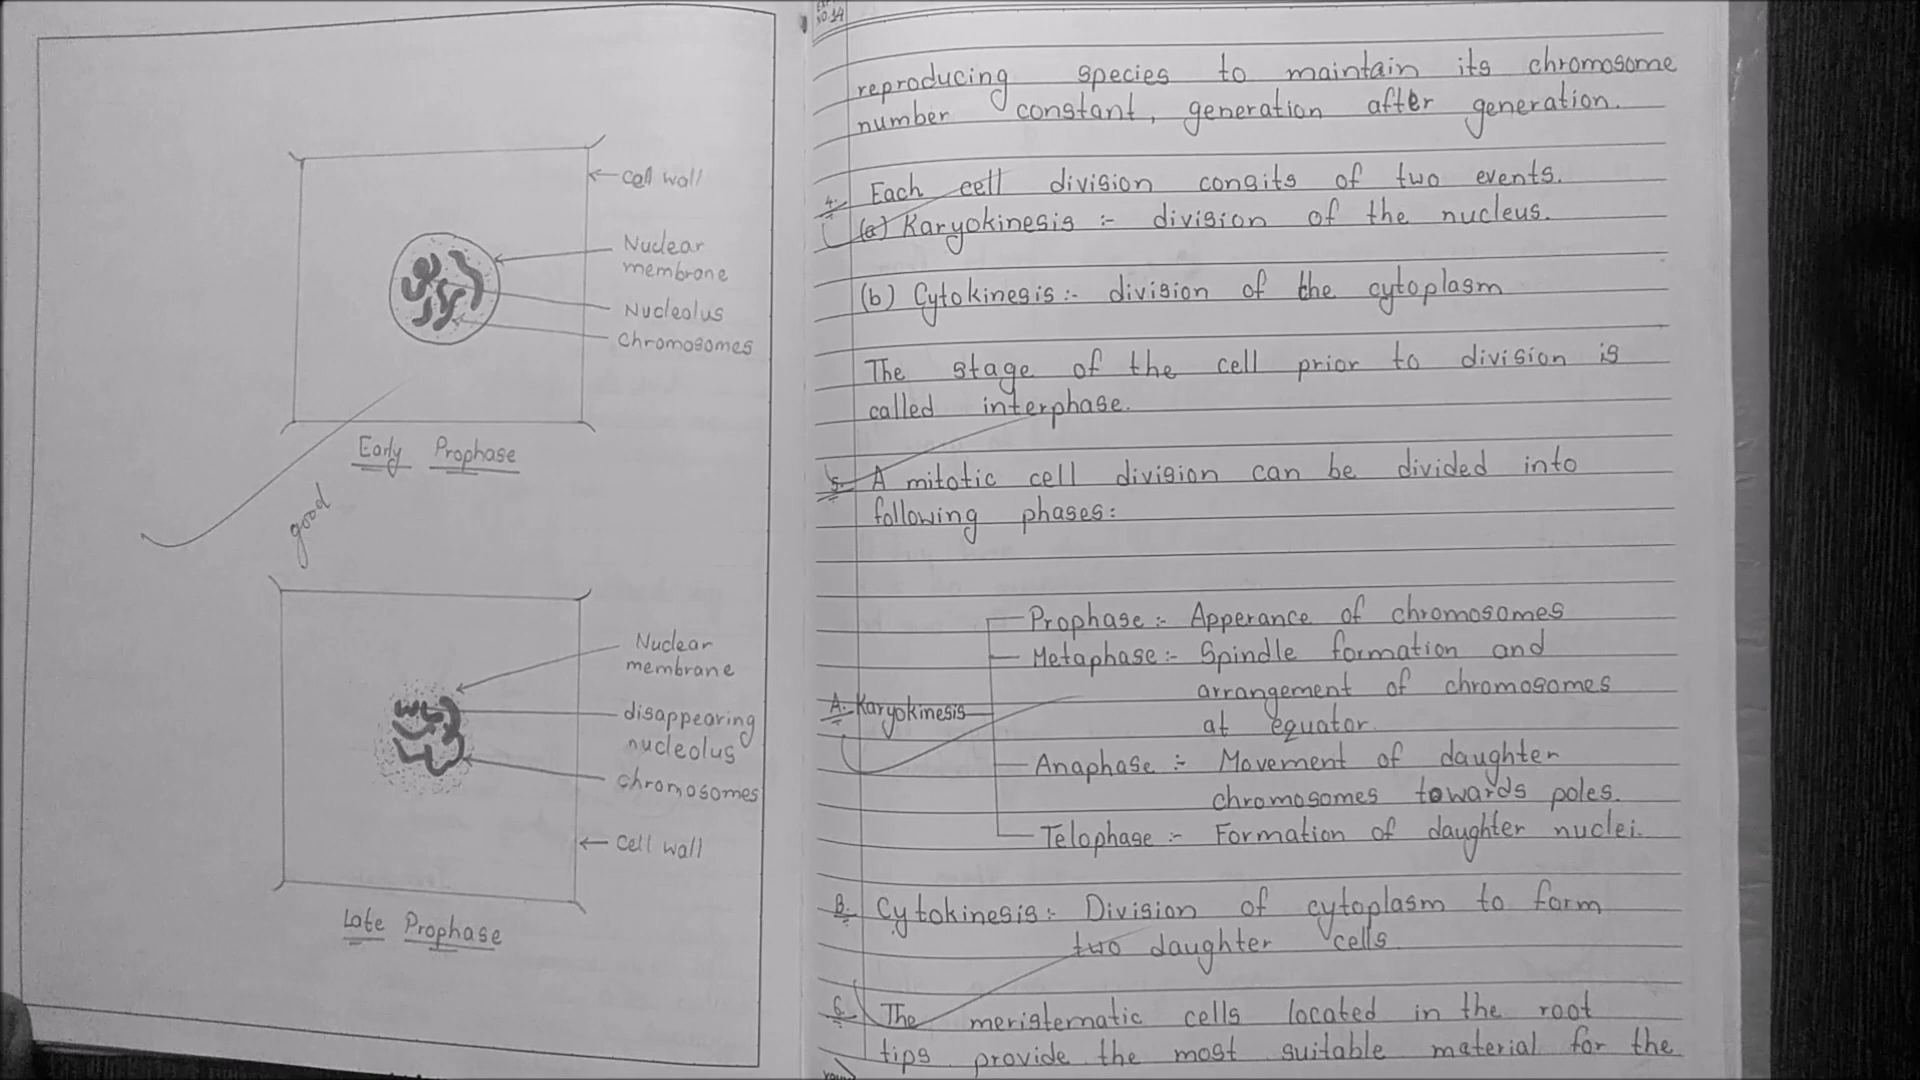 cell wall
Nuclear
membrane
Nucleolus
chromosomes
Early Prophase
good
Nuclear
membrane
disappearing
nucleolus
chromosomes
cell wall
Late Prophase
NO.14
reproducing species to maintain its chromosome
number constant, generation after generation.
4. Each cell division consits of two events.
(a) Karyokinesis :- division of the nucleus.
(b) Cytokinesis :- division of the cytoplasm
The stage of the cell prior to division is
called interphase.
5. A mitotic cell division can be divided into
following phases:
Prophase :- Apperance of chromosomes
Metaphase :- Spindle formation and
arrangement of chromosomes
at equator.
A. Karyokinesis
Anaphase :- Movement of daughter
chromosomes towards poles.
Telophase :- Formation of daughter nuclei.
B. Cytokinesis :- Division of cytoplasm to form
two daughter cells
6. The meristematic cells located in the root
tips provide the most suitable material for the